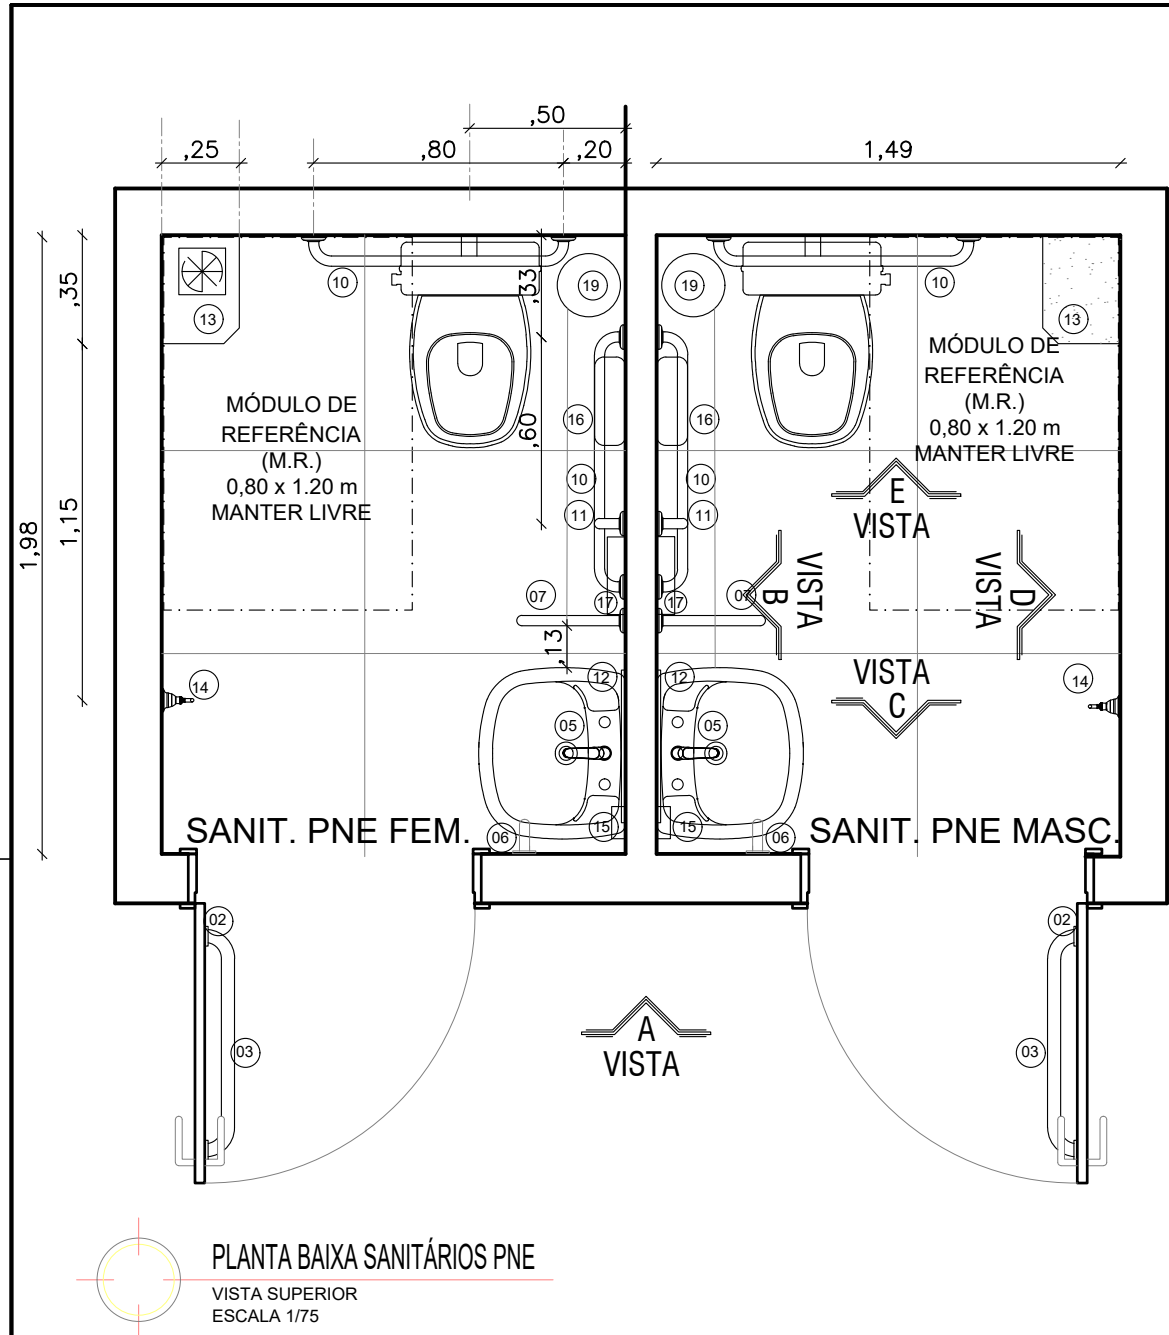 ,50
,25
,80
,20
1,49
,35
1,15
1,98
10
13
,33
19
19
10
13
MÓDULO DE
REFERÊNCIA
(M.R.)
0,80 x 1.20 m
MANTER LIVRE
MÓDULO DE
REFERÊNCIA
(M.R.)
0,80 x 1.20 m
MANTER LIVRE
16
16
,60
10
10
11
11
E
VISTA
VISTA
B
VISTA
D
07
17
17
07
,13
VISTA
C
14
12
12
14
05
05
SANIT. PNE FEM.
06
15
15
06
SANIT. PNE MASC.
02
02
03
03
A
VISTA
PLANTA BAIXA SANITÁRIOS PNE
VISTA SUPERIOR
ESCALA 1/75